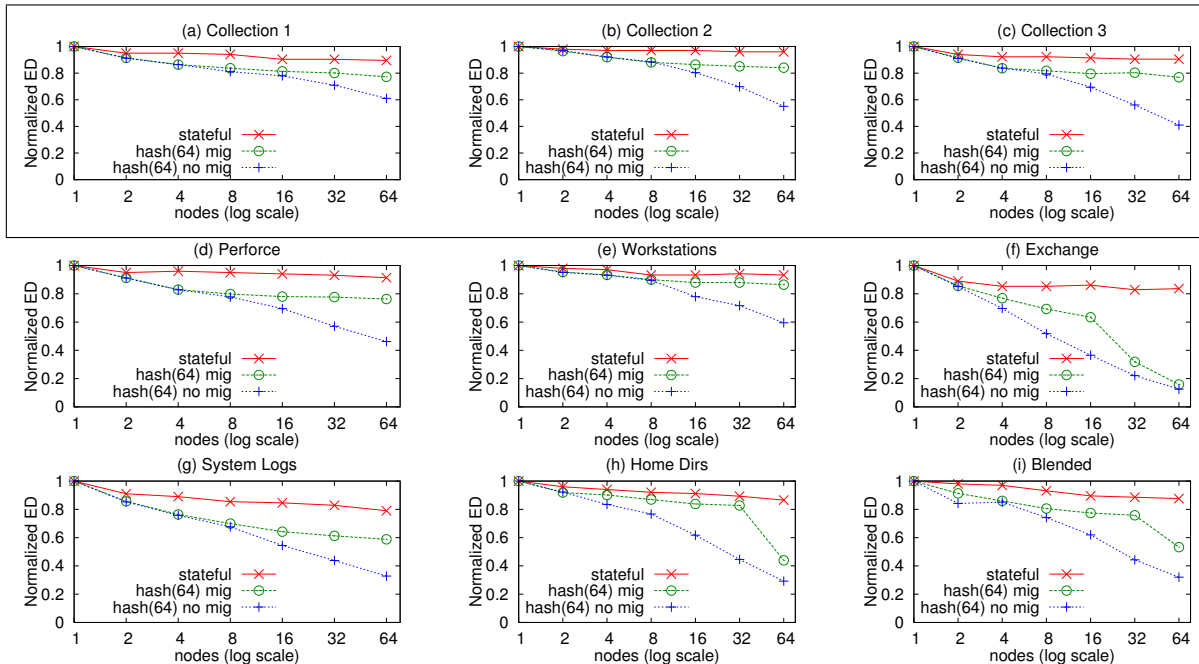 (a) Collection 1
Normalized ED
1
0.8
0.6
0.4
0.2
0
stateful
hash(64) mig
hash(64) no mig
1 2 4 8 16 32 64
nodes (log scale)
(b) Collection 2
Normalized ED
1
0.8
0.6
0.4
0.2
0
stateful
hash(64) mig
hash(64) no mig
1 2 4 8 16 32 64
nodes (log scale)
(c) Collection 3
Normalized ED
1
0.8
0.6
0.4
0.2
0
stateful
hash(64) mig
hash(64) no mig
1 2 4 8 16 32 64
nodes (log scale)
(d) Perforce
Normalized ED
1
0.8
0.6
0.4
0.2
0
stateful
hash(64) mig
hash(64) no mig
1 2 4 8 16 32 64
nodes (log scale)
(e) Workstations
Normalized ED
1
0.8
0.6
0.4
0.2
0
stateful
hash(64) mig
hash(64) no mig
1 2 4 8 16 32 64
nodes (log scale)
(f) Exchange
Normalized ED
1
0.8
0.6
0.4
0.2
0
stateful
hash(64) mig
hash(64) no mig
1 2 4 8 16 32 64
nodes (log scale)
(g) System Logs
Normalized ED
1
0.8
0.6
0.4
0.2
0
stateful
hash(64) mig
hash(64) no mig
1 2 4 8 16 32 64
nodes (log scale)
(h) Home Dirs
Normalized ED
1
0.8
0.6
0.4
0.2
0
stateful
hash(64) mig
hash(64) no mig
1 2 4 8 16 32 64
nodes (log scale)
(i) Blended
Normalized ED
1
0.8
0.6
0.4
0.2
0
stateful
hash(64) mig
hash(64) no mig
1 2 4 8 16 32 64
nodes (log scale)